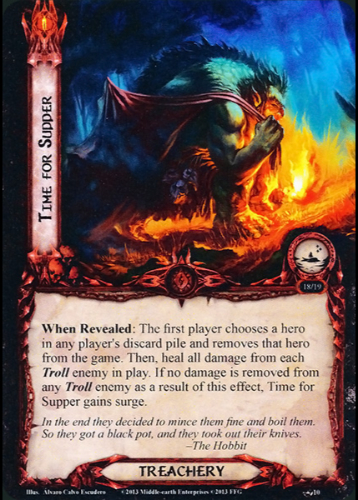 TIME FOR SUPPER
18/19
When Revealed: The first player chooses a hero
in any player's discard pile and removes that hero
from the game. Then, heal all damage from each
Troll enemy in play. If no damage is removed from
any Troll enemy as a result of this effect, Time for
Supper gains surge.
In the end they decided to mince them fine and boil them.
So they got a black pot, and they took out their knives.
–The Hobbit
TREACHERY
Illus. Álvaro Calvo Escudero ©2013 Middle-earth Enterprises ©2013 FFG 10